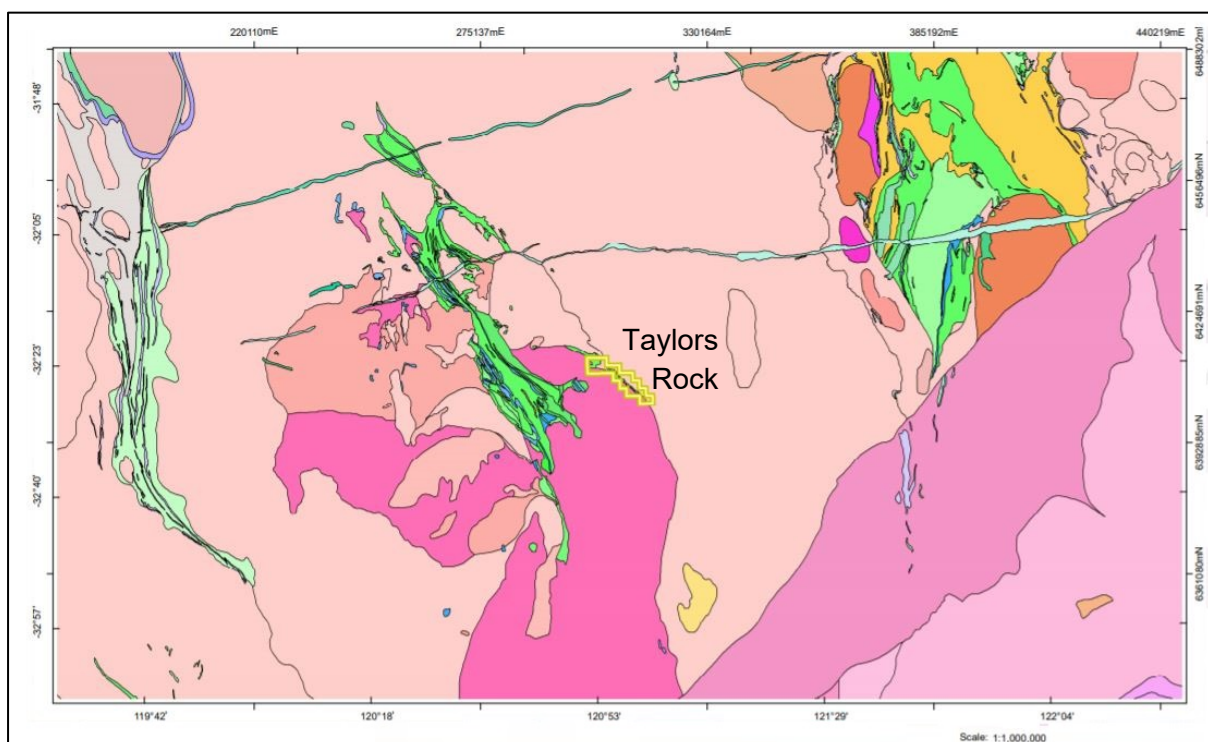 220110mE 275137mE 330164mE 385192mE 440219mE
6488302mN
-31°48'
6456496mN
-32°05'
6424691mN
Taylors
-32°23'
Rock
6392885mN
-32°40'
6361080mN
-32°57'
119°42' 120°18' 120°53' 121°29' 122°04'
Scale: 1:1,000,000